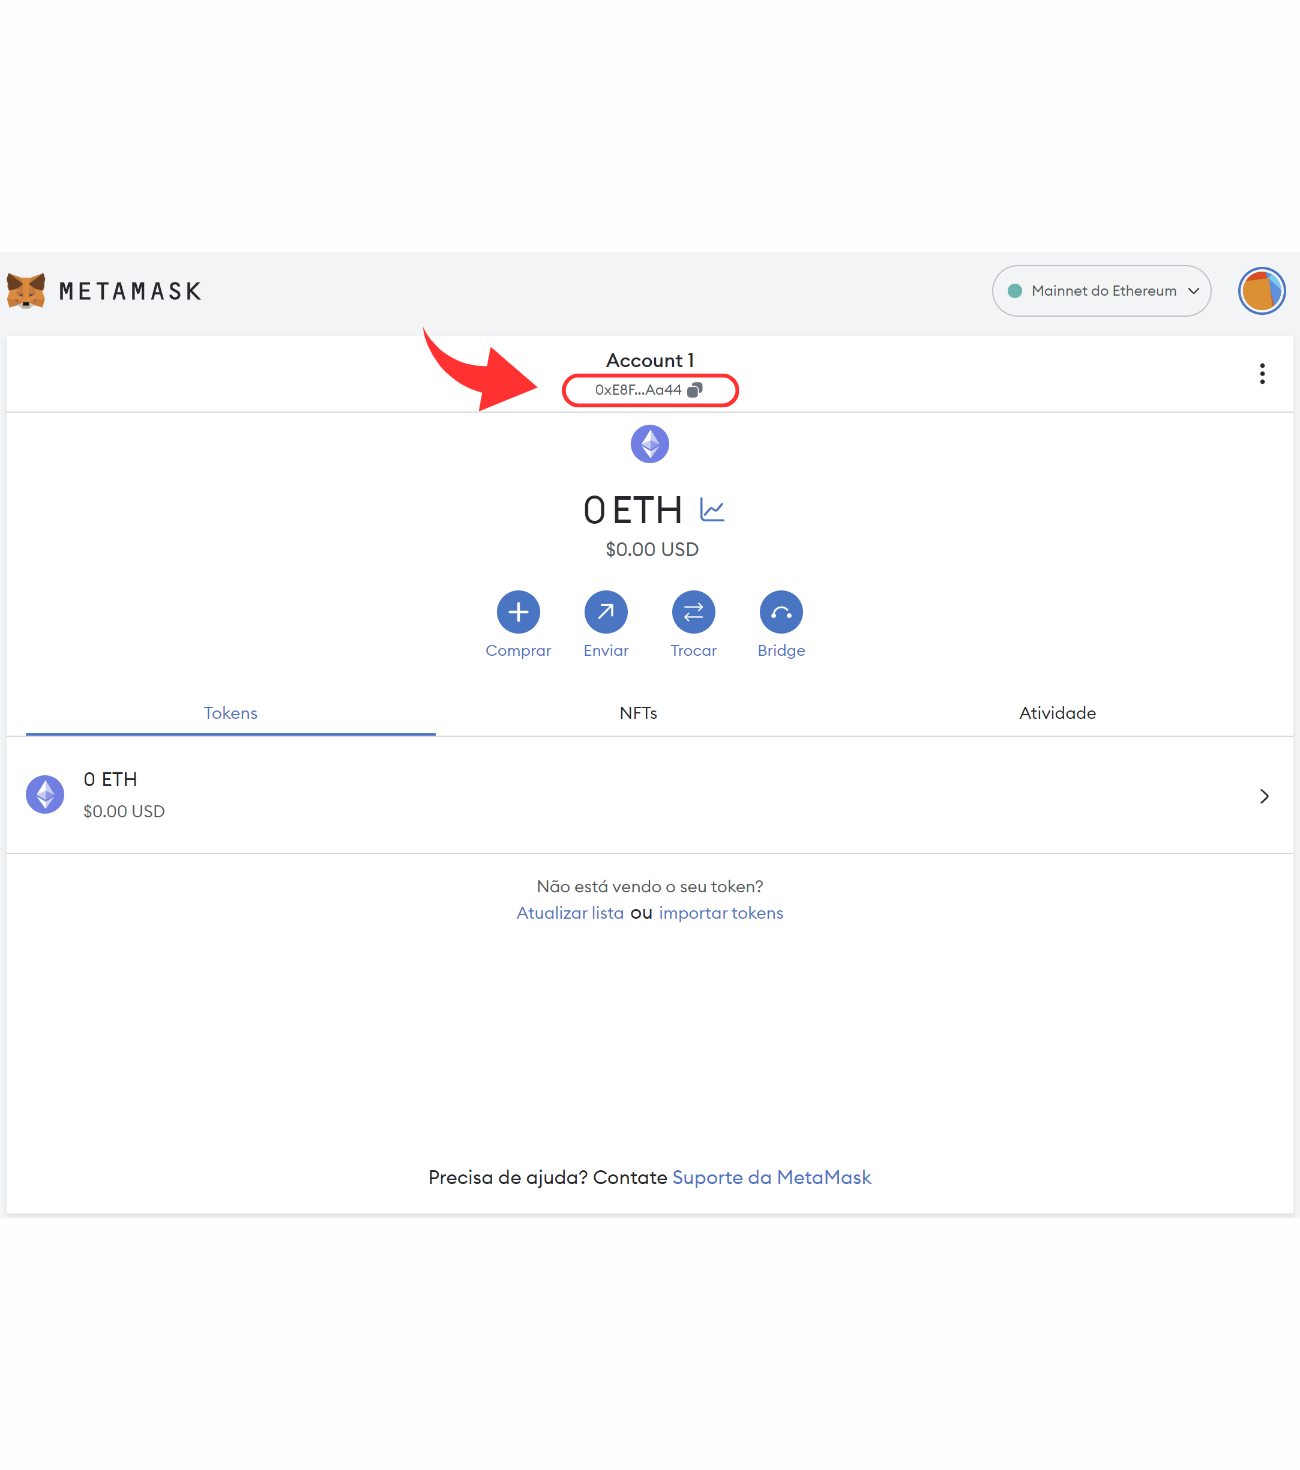 METAMASK
Mainnet do Ethereum
Account 1
0xE8F...Aa44
0 ETH
$0.00 USD
Comprar Enviar Trocar Bridge
Tokens NFTs Atividade
0 ETH
$0.00 USD
Não está vendo o seu token?
Atualizar lista ou importar tokens
Precisa de ajuda? Contate Suporte da MetaMask